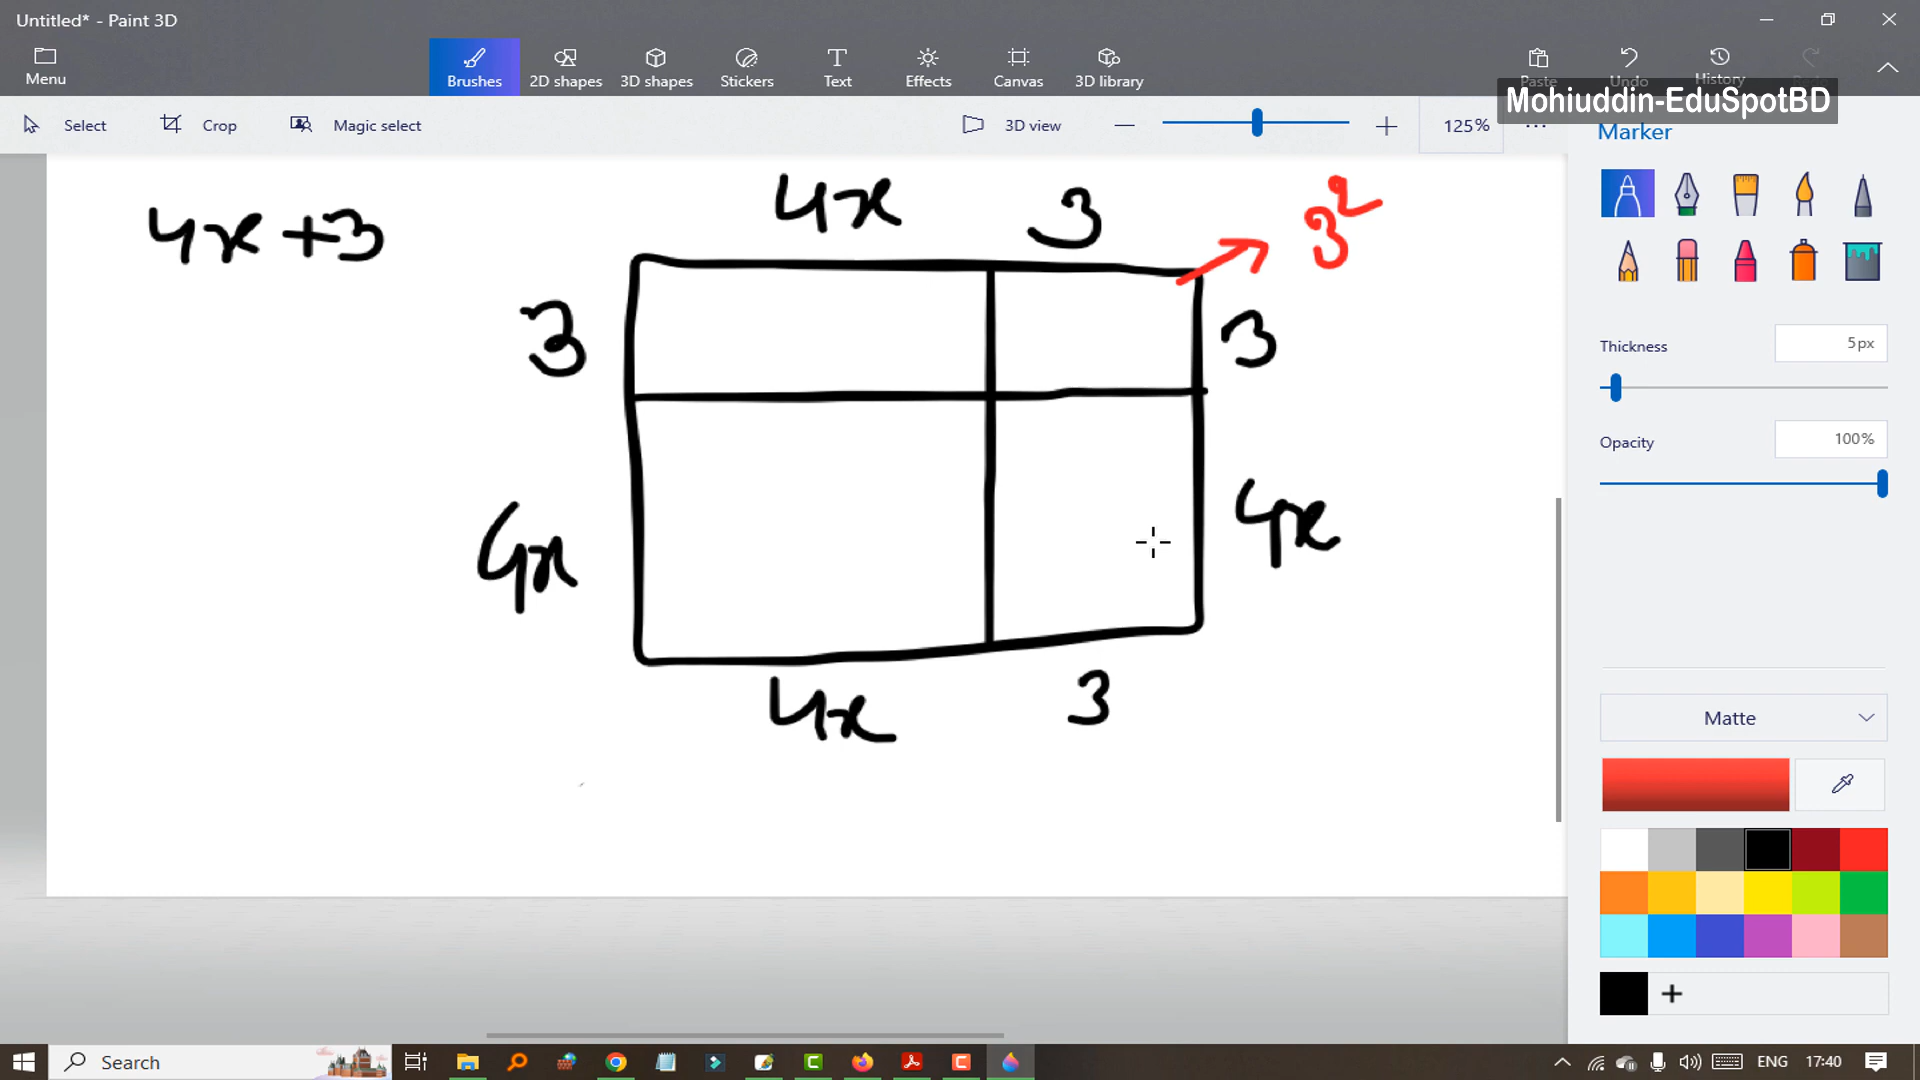 Untitled* - Paint 3D
Menu
Brushes
2D shapes
3D shapes
Stickers
Text
Effects
Canvas
3D library
Paste
Undo
History
Redo
Mohiuddin-EduSpotBD
Select
Crop
Magic select
3D view
125%
Marker
4x+3
4x 3 3²
3 3
4x 4x
4x 3
Thickness
5px
Opacity
100%
Matte
Search
ENG
17:40